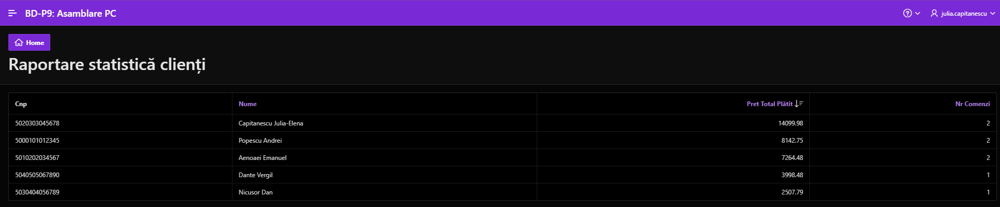 BD-P9: Asamblare PC
julia.capitanescu
Home
Raportare statistică clienți
Cnp Nume Pret Total Plătit Nr Comenzi
5020303045678 Capitanescu Julia-Elena 14099.98 2
5000101012345 Popescu Andrei 8142.75 2
5010202034567 Aenoaei Emanuel 7264.48 2
5040505067890 Dante Vergil 3998.48 1
5030404056789 Nicusor Dan 2507.79 1